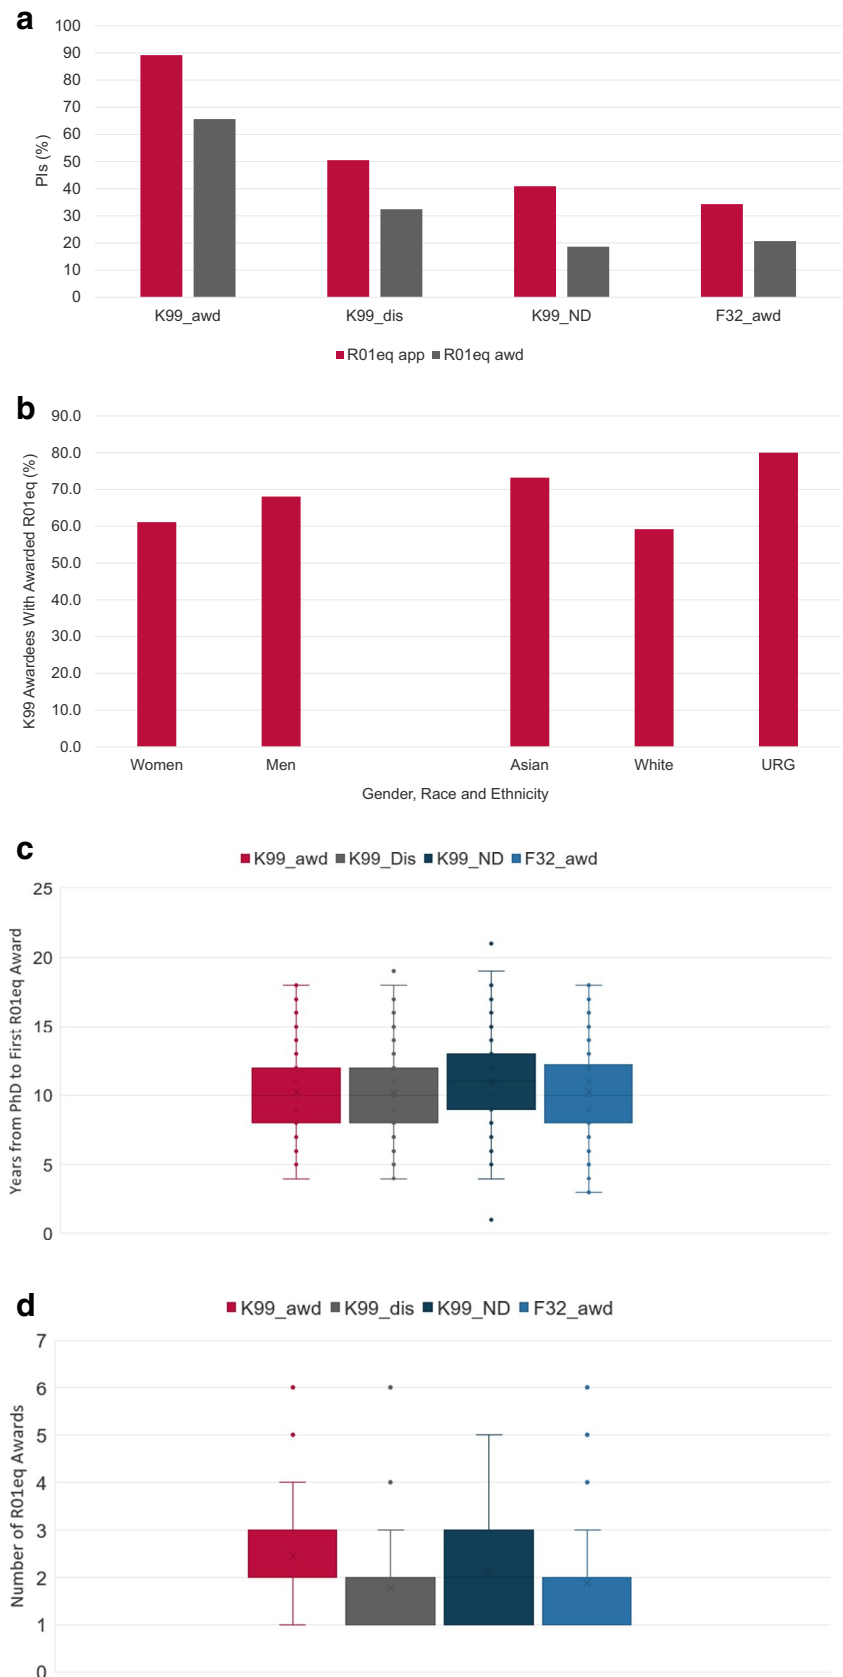 a
PIs (%)
100
90
80
70
60
50
40
30
20
10
0
K99_awd K99_dis K99_ND F32_awd
R01eq app R01eq awd
b
K99 Awardees With Awarded R01eq (%)
90.0
80.0
70.0
60.0
50.0
40.0
30.0
20.0
10.0
0.0
Women Men Asian White URG
Gender, Race and Ethnicity
c
K99_awd K99_Dis K99_ND F32_awd
Years from PhD to First R01eq Award
25
20
15
10
5
0
d
K99_awd K99_dis K99_ND F32_awd
Number of R01eq Awards
7
6
5
4
3
2
1
0